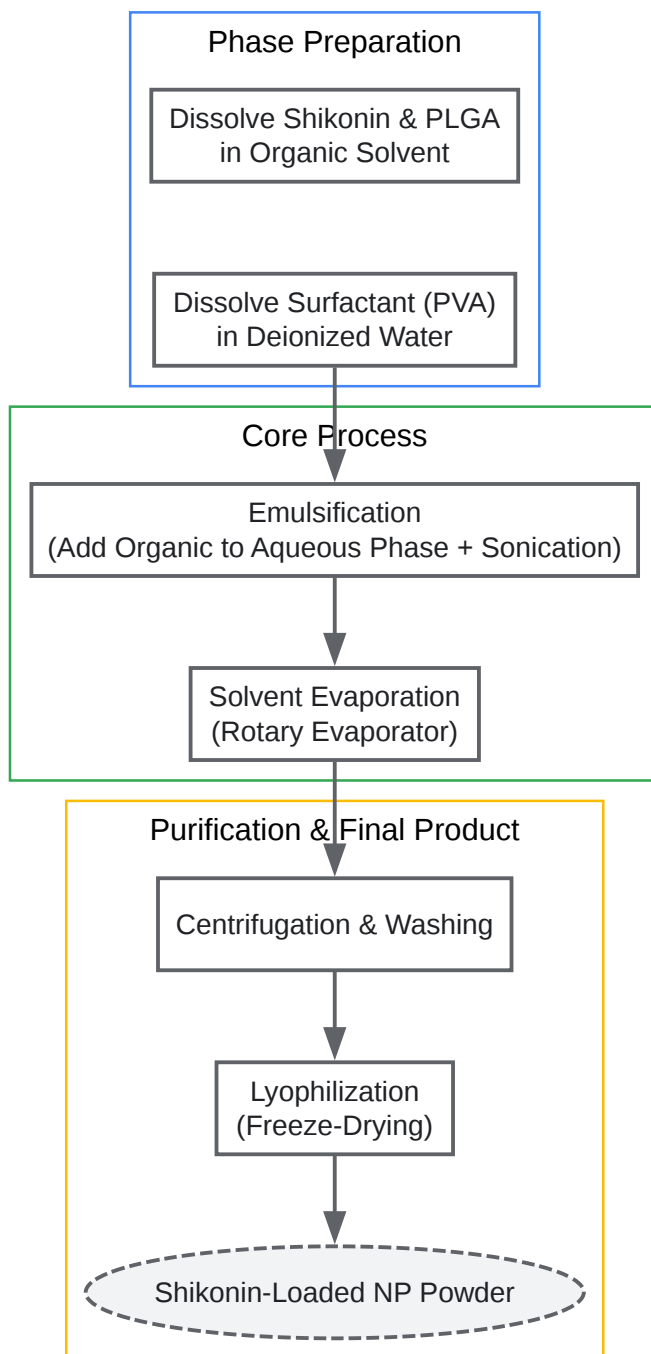 Phase Preparation
Dissolve Shikonin & PLGA
in Organic Solvent
Dissolve Surfactant (PVA)
in Deionized Water
Core Process
Emulsification
(Add Organic to Aqueous Phase + Sonication)
Solvent Evaporation
(Rotary Evaporator)
Purification & Final Product
Centrifugation & Washing
Lyophilization
(Freeze-Drying)
Shikonin-Loaded NP Powder